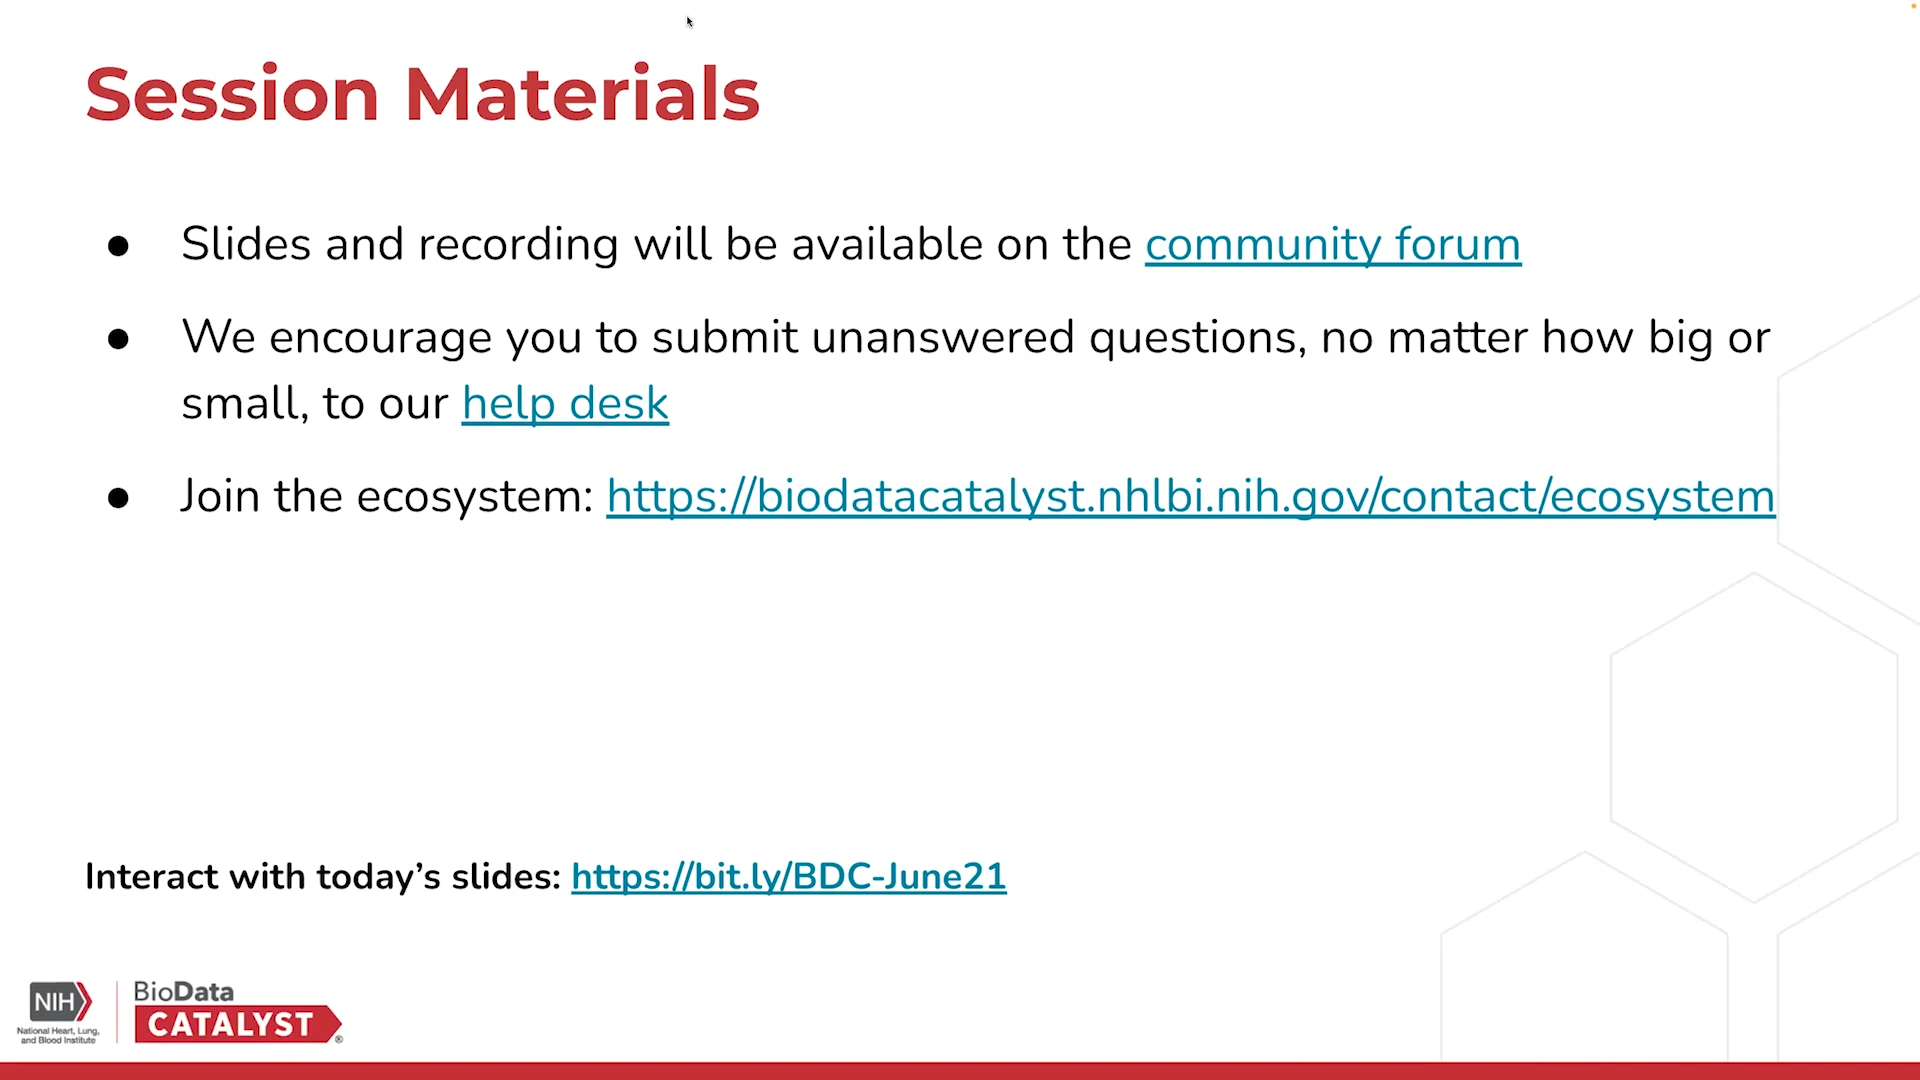 Session Materials
● Slides and recording will be available on the community forum
● We encourage you to submit unanswered questions, no matter how big or
small, to our help desk
● Join the ecosystem: https://biodatacatalyst.nhlbi.nih.gov/contact/ecosystem
Interact with today’s slides: https://bit.ly/BDC-June21
NIH
National Heart, Lung,
and Blood Institute
BioData
CATALYST®